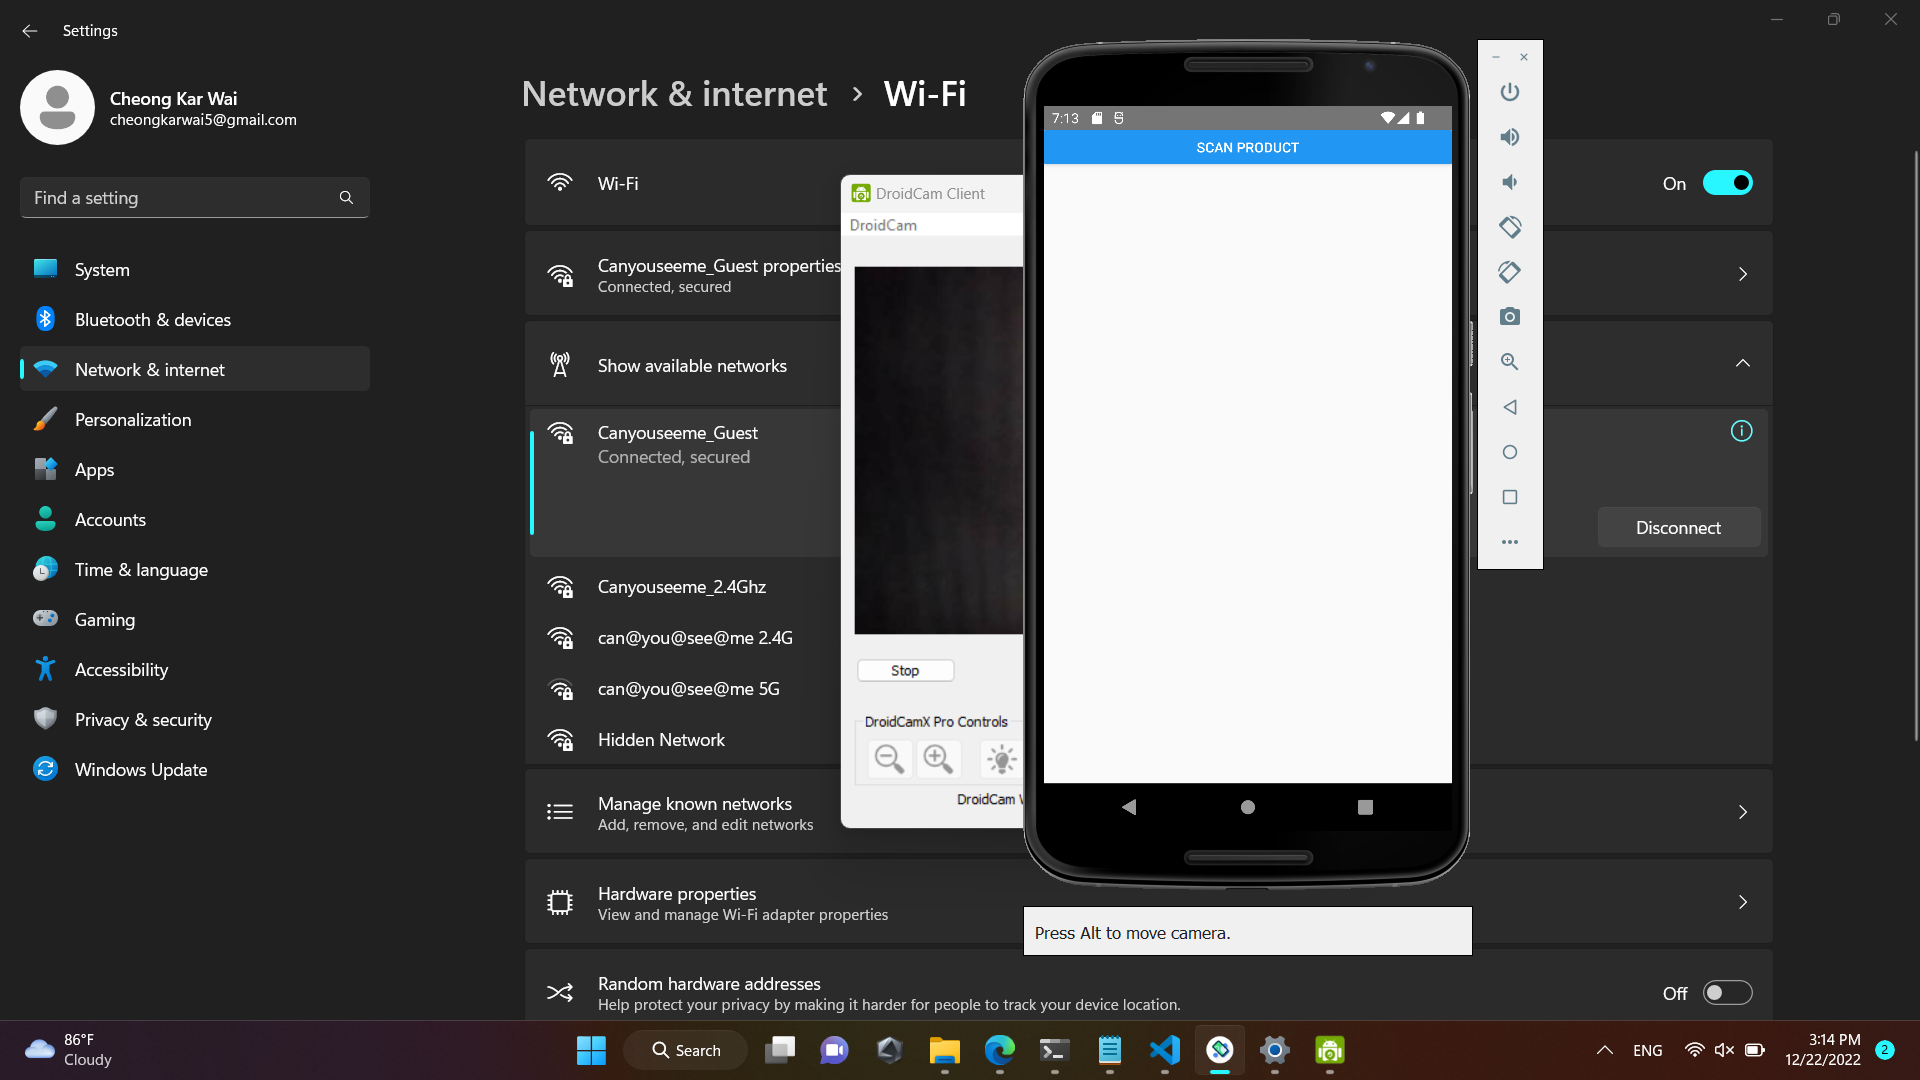 Settings
Cheong Kar Wai
cheongkarwai5@gmail.com
Find a setting
System
Bluetooth & devices
Network & internet
Personalization
Apps
Accounts
Time & language
Gaming
Accessibility
Privacy & security
Windows Update
Network & internet > Wi-Fi
Wi-Fi
On
Canyouseeme_Guest properties
Connected, secured
Show available networks
Canyouseeme_Guest
Connected, secured
Disconnect
Canyouseeme_2.4Ghz
can@you@see@me 2.4G
can@you@see@me 5G
Hidden Network
Manage known networks
Add, remove, and edit networks
Hardware properties
View and manage Wi-Fi adapter properties
Random hardware addresses
Help protect your privacy by making it harder for people to track your device location.
Off
DroidCam Client
DroidCam
Stop
DroidCamX Pro Controls
DroidCam
7:13
SCAN PRODUCT
Press Alt to move camera.
86°F
Cloudy
Search
ENG
3:14 PM
12/22/2022
2